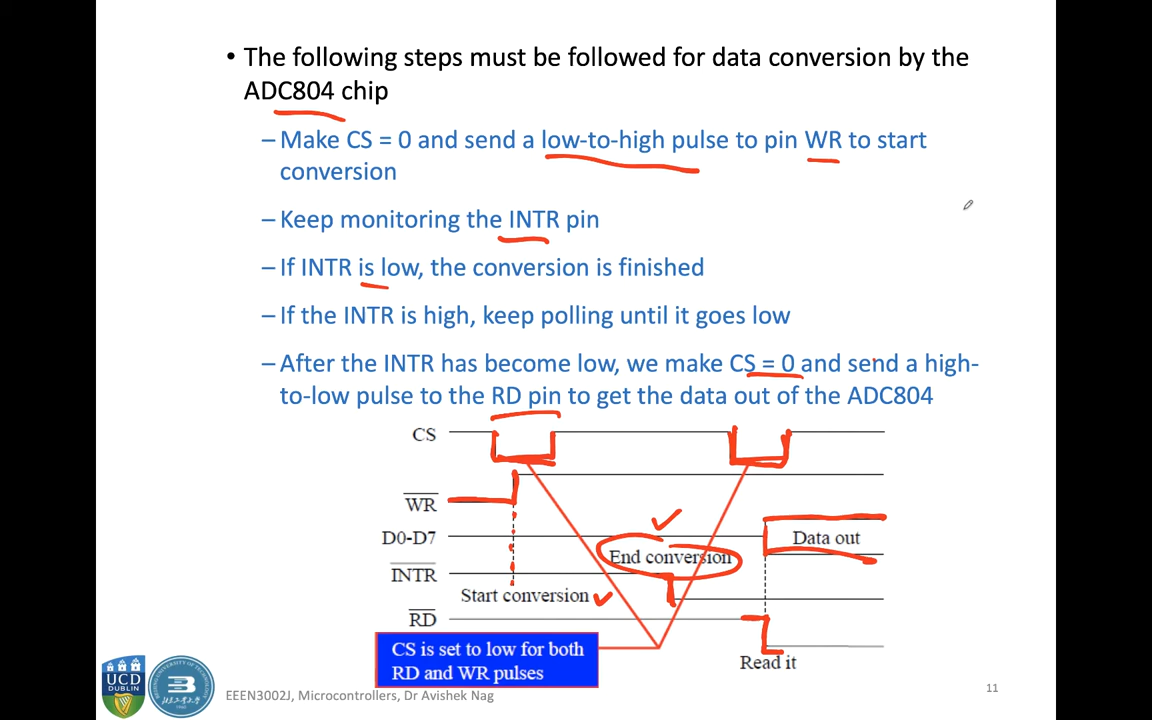 • The following steps must be followed for data conversion by the
ADC804 chip
– Make CS = 0 and send a low-to-high pulse to pin WR to start
conversion
– Keep monitoring the INTR pin
– If INTR is low, the conversion is finished
– If the INTR is high, keep polling until it goes low
– After the INTR has become low, we make CS = 0 and send a high-
to-low pulse to the RD pin to get the data out of the ADC804
CS
WR
D0-D7
Data out
End conversion
INTR
Start conversion
RD
CS is set to low for both
RD and WR pulses
Read it
UCD
DUBLIN
EEEN3002J, Microcontrollers, Dr Avishek Nag
11